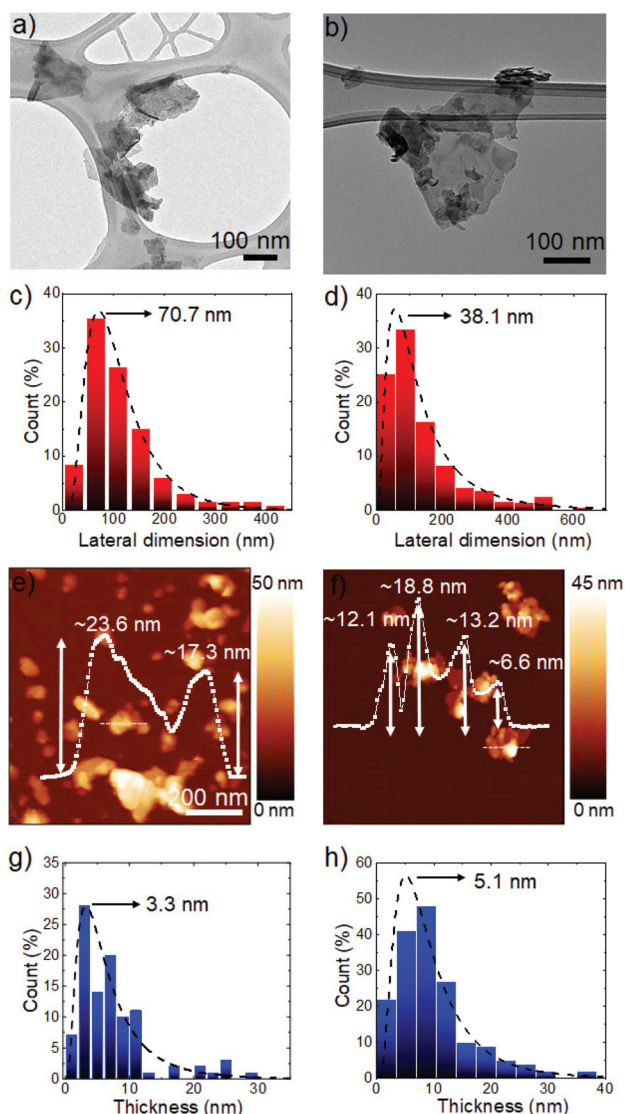 a)
100 nm
b)
100 nm
c)
70.7 nm
Count (%)
40
30
20
10
0
0 100 200 300 400
Lateral dimension (nm)
d)
38.1 nm
Count (%)
40
30
20
10
0
0 200 400 600
Lateral dimension (nm)
e)
~23.6 nm
~17.3 nm
200 nm
50 nm
0 nm
f)
~18.8 nm
~12.1 nm
~13.2 nm
~6.6 nm
45 nm
0 nm
g)
3.3 nm
Count (%)
35
30
25
20
15
10
5
0
0 10 20 30
Thickness (nm)
h)
5.1 nm
Count (%)
60
50
40
30
20
10
0
0 10 20 30 40
Thickness (nm)